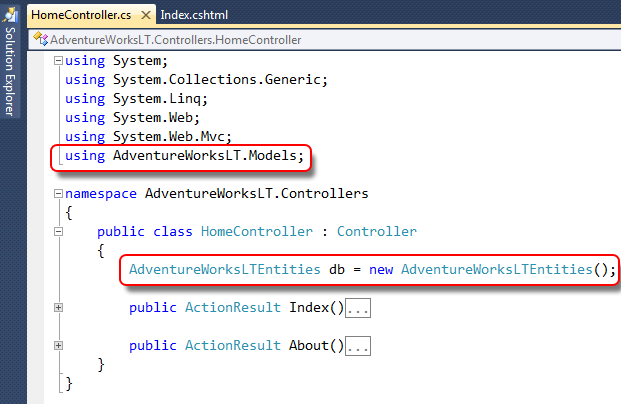 HomeController.cs Index.cshtml
Solution Explorer
AdventureWorksLT.Controllers.HomeController
using System;
using System.Collections.Generic;
using System.Linq;
using System.Web;
using System.Web.Mvc;
using AdventureWorksLT.Models;
namespace AdventureWorksLT.Controllers
{
public class HomeController : Controller
{
AdventureWorksLTEntities db = new AdventureWorksLTEntities();
public ActionResult Index()...
public ActionResult About()...
}
}